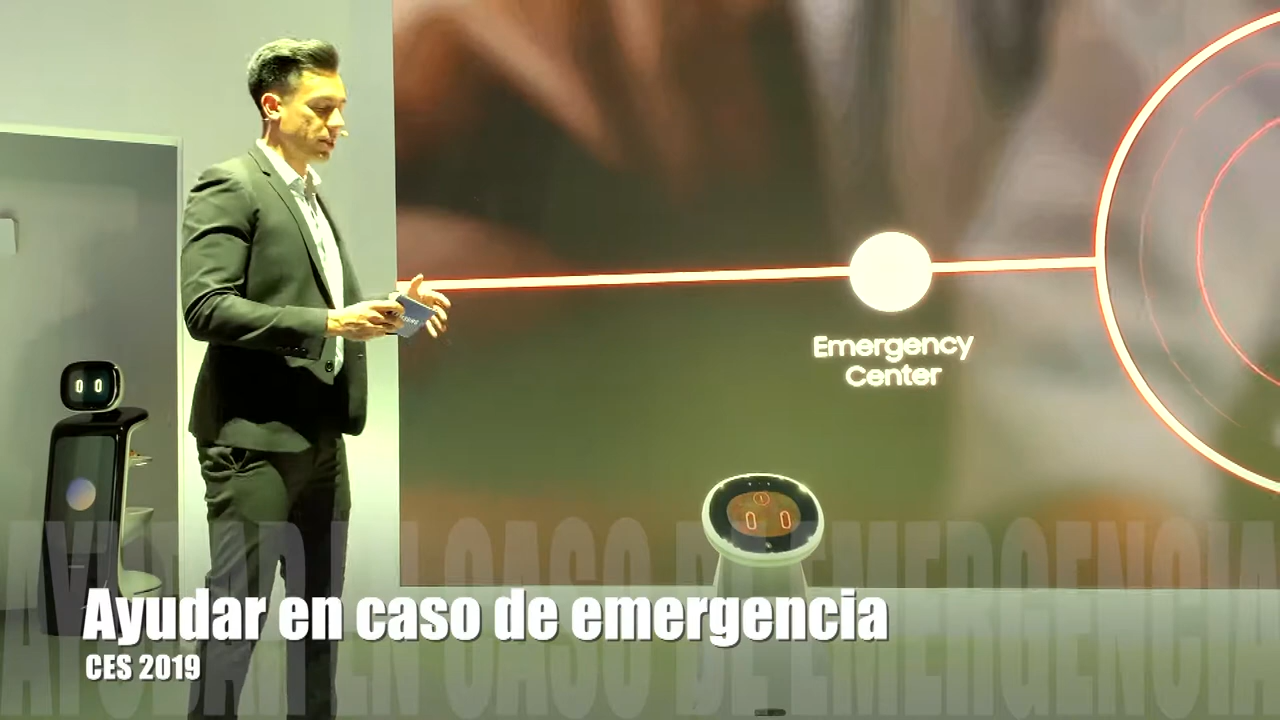 Emergency
Center
AYUDAR EN CASO DE EMERGENCIA
Ayudar en caso de emergencia
CES 2019